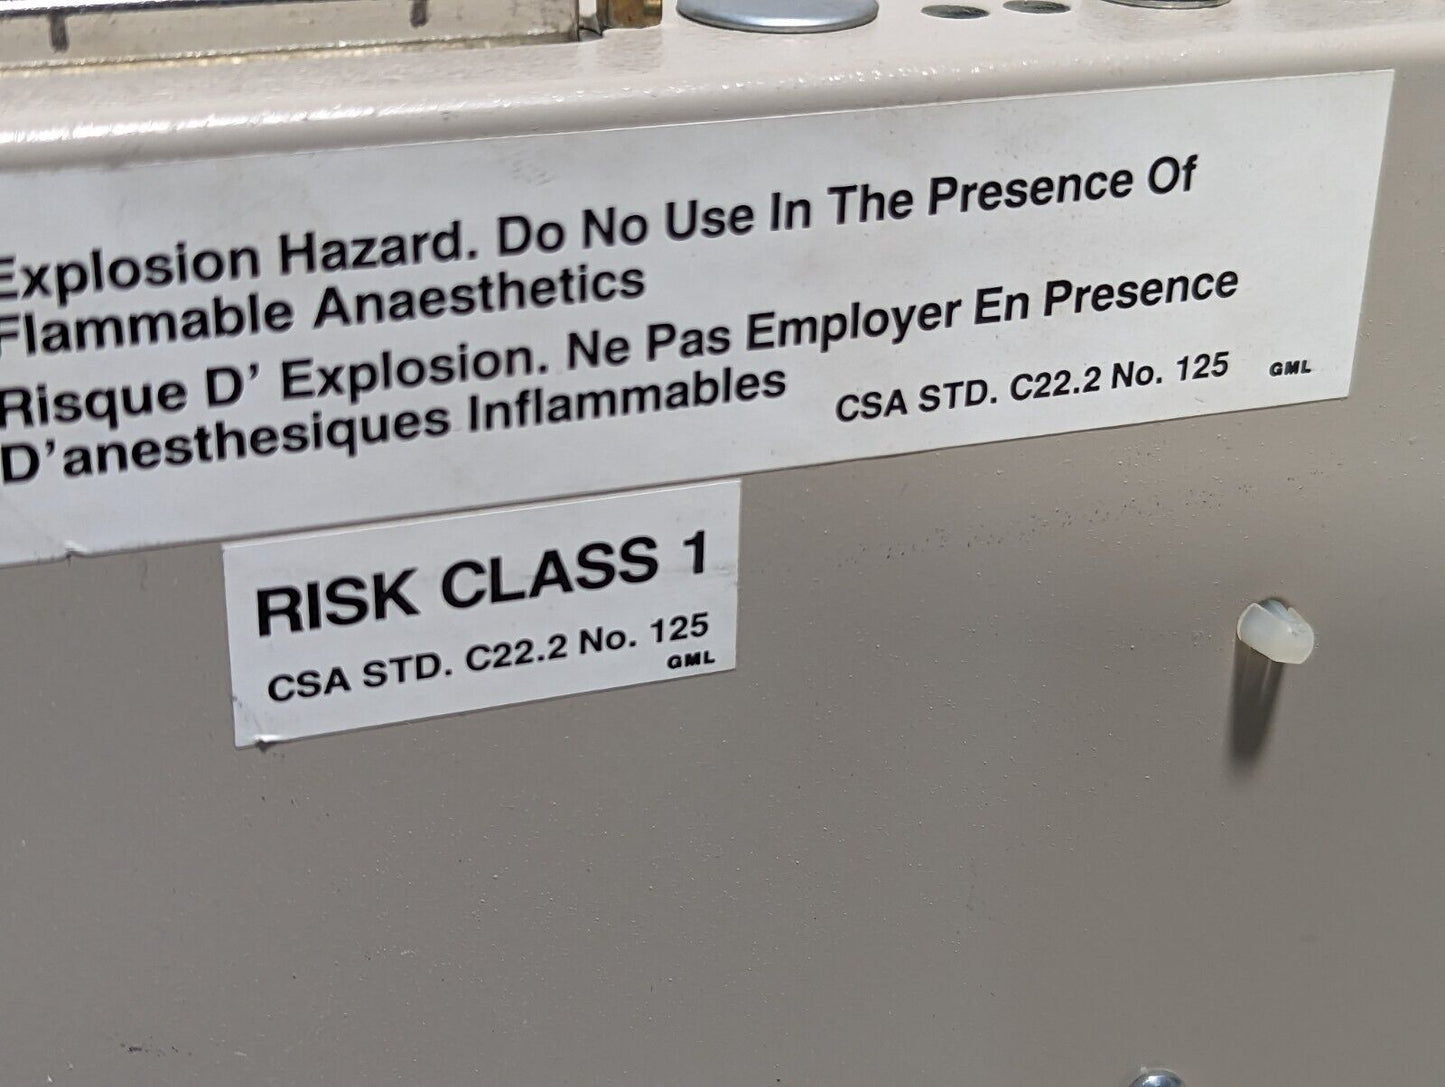 Explosion Hazard. Do No Use In The Presence Of
Flammable Anaesthetics
Risque D' Explosion. Ne Pas Employer En Presence
D'anesthesiques Inflammables
CSA STD. C22.2 No. 125 GML
RISK CLASS 1
CSA STD. C22.2 No. 125
GML